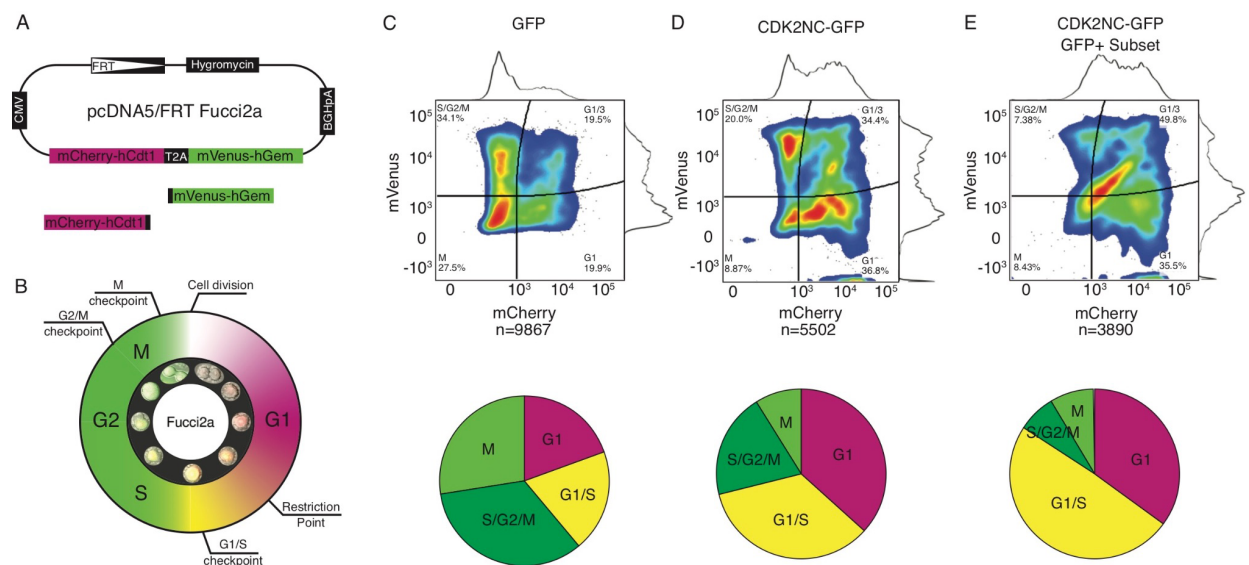 A
FRT
Hygromycin
CMV
pcDNA5/FRT Fucci2a
BGHpA
mCherry-hCdt1
T2A
mVenus-hGem
mVenus-hGem
mCherry-hCdt1
B
M
checkpoint
Cell division
G2/M
checkpoint
M
G2
Fucci2a
G1
S
Restriction
Point
G1/S
checkpoint
C
GFP
S/G2/M
34.1%
G1/3
19.5%
10⁵
10⁴
mVenus
10³
0
-10³
M
27.5%
G1
19.9%
0
10³
10⁴
10⁵
mCherry
n=9867
M
G1
S/G2/M
G1/S
D
CDK2NC-GFP
S/G2/M
20.0%
G1/3
34.4%
10⁵
10⁴
mVenus
10³
0
-10³
M
8.87%
G1
36.8%
0
10³
10⁴
10⁵
mCherry
n=5502
M
S/G2/M
G1
G1/S
E
CDK2NC-GFP
GFP+ Subset
S/G2/M
7.38%
G1/3
49.8%
10⁵
10⁴
mVenus
10³
0
-10³
M
8.43%
G1
35.5%
0
10³
10⁴
10⁵
mCherry
n=3890
M
S/G2/M
G1
G1/S